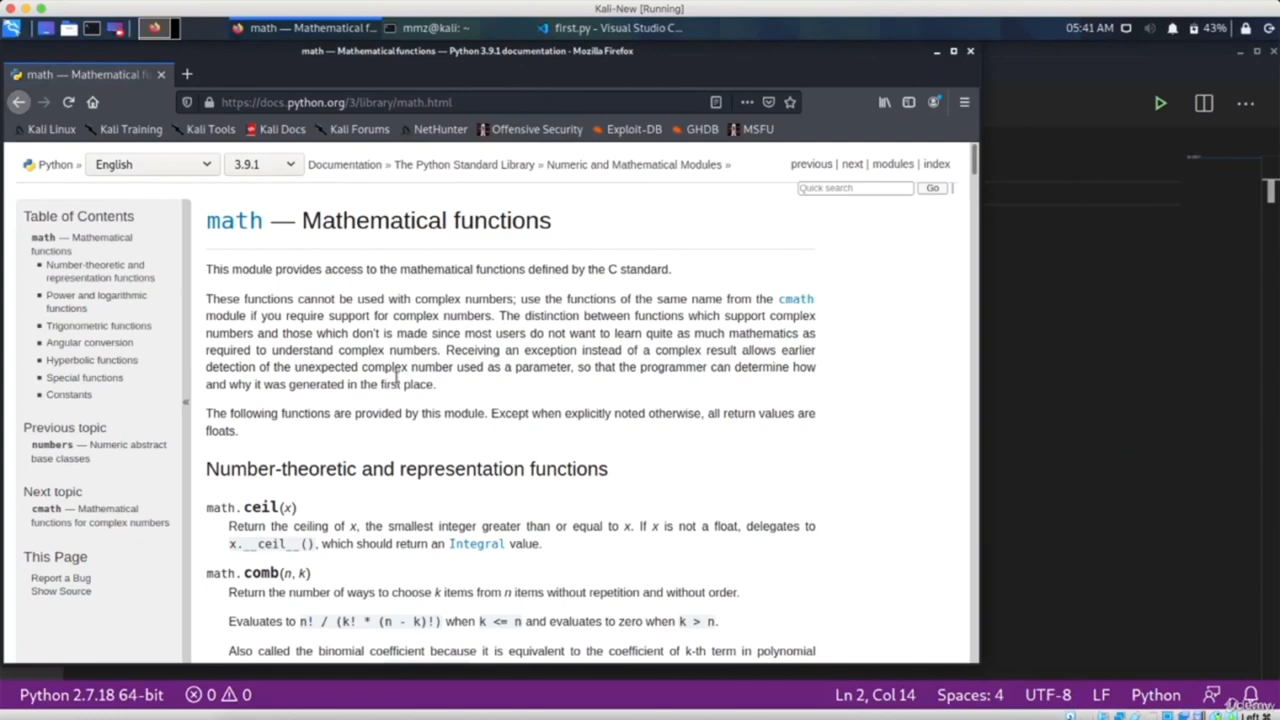 Kali-New [Running]
math — Mathematical f...
mmz@kali: ~
first.py - Visual Studio C...
05:41 AM
43%
math — Mathematical functions — Python 3.9.1 documentation - Mozilla Firefox
math — Mathematical fu
https://docs.python.org/3/library/math.html
Kali Linux
Kali Training
Kali Tools
Kali Docs
Kali Forums
NetHunter
Offensive Security
Exploit-DB
GHDB
MSFU
Python »
English
3.9.1
Documentation » The Python Standard Library » Numeric and Mathematical Modules »
previous | next | modules | index
Quick search
Go
|
Table of Contents
math — Mathematical
functions
Number-theoretic and
representation functions
Power and logarithmic
functions
Trigonometric functions
Angular conversion
Hyperbolic functions
Special functions
Constants
Previous topic
numbers — Numeric abstract
base classes
Next topic
cmath — Mathematical
functions for complex numbers
This Page
Report a Bug
Show Source
«
math — Mathematical functions
This module provides access to the mathematical functions defined by the C standard.
These functions cannot be used with complex numbers; use the functions of the same name from the cmath
module if you require support for complex numbers. The distinction between functions which support complex
numbers and those which don't is made since most users do not want to learn quite as much mathematics as
required to understand complex numbers. Receiving an exception instead of a complex result allows earlier
detection of the unexpected complex number used as a parameter, so that the programmer can determine how
and why it was generated in the first place.
The following functions are provided by this module. Except when explicitly noted otherwise, all return values are
floats.
Number-theoretic and representation functions
math.ceil(x)
Return the ceiling of x, the smallest integer greater than or equal to x. If x is not a float, delegates to
x.__ceil__(), which should return an Integral value.
math.comb(n, k)
Return the number of ways to choose k items from n items without repetition and without order.
Evaluates to n! / (k! * (n - k)!) when k <= n and evaluates to zero when k > n.
Also called the binomial coefficient because it is equivalent to the coefficient of k-th term in polynomial
Python 2.7.18 64-bit
0
0
Ln 2, Col 14
Spaces: 4
UTF-8
LF
Python
Udemy